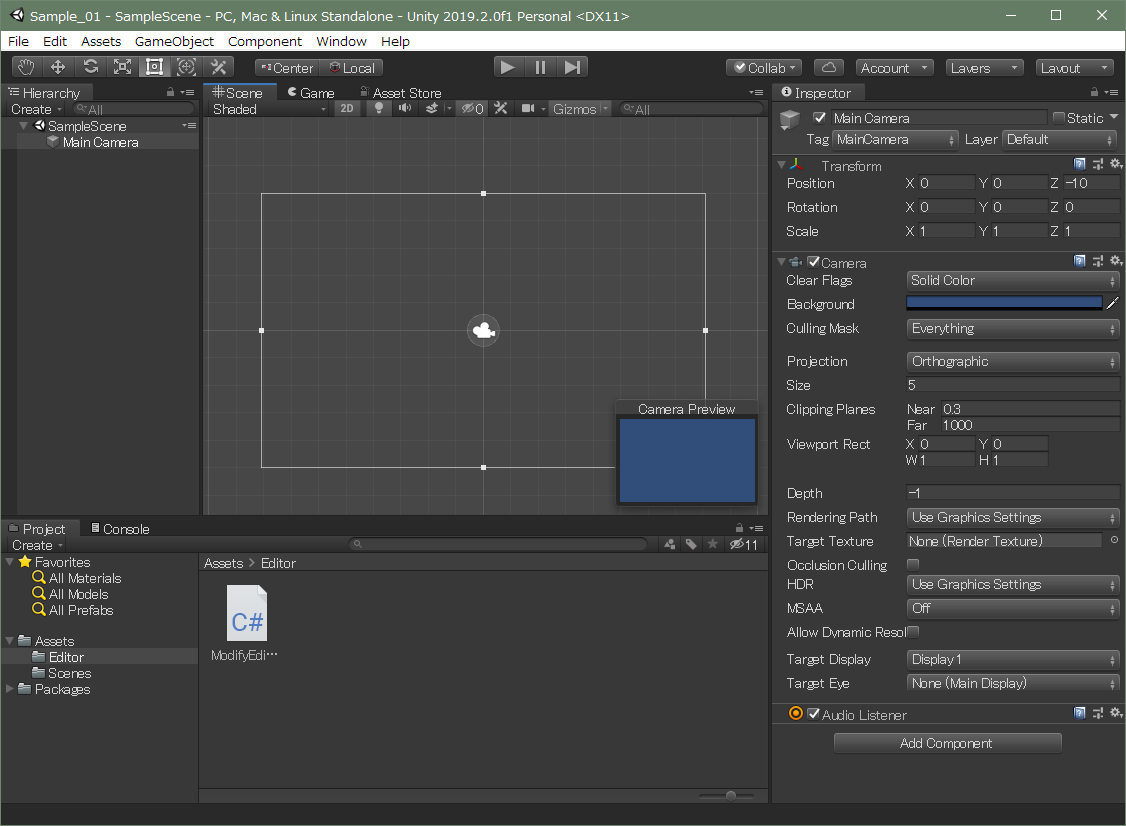 Sample_01 - SampleScene - PC, Mac & Linux Standalone - Unity 2019.2.0f1 Personal <DX11>
File Edit Assets GameObject Component Window Help
Center Local Collab Account Layers Layout
Hierarchy
Create All
SampleScene
Main Camera
Scene Game Asset Store
Shaded 2D 0 Gizmos All
Camera Preview
Inspector
Main Camera Static
Tag MainCamera Layer Default
Transform
Position X 0 Y 0 Z -10
Rotation X 0 Y 0 Z 0
Scale X 1 Y 1 Z 1
Camera
Clear Flags Solid Color
Background
Culling Mask Everything
Projection Orthographic
Size 5
Clipping Planes Near 0.3
Far 1000
Viewport Rect X 0 Y 0
W 1 H 1
Depth -1
Rendering Path Use Graphics Settings
Target Texture None (Render Texture)
Occlusion Culling
HDR Use Graphics Settings
MSAA Off
Allow Dynamic Resol
Target Display Display 1
Target Eye None (Main Display)
Audio Listener
Add Component
Project Console
Create 11
Favorites
All Materials
All Models
All Prefabs
Assets
Editor
Scenes
Packages
Assets > Editor
C#
ModifyEdi…